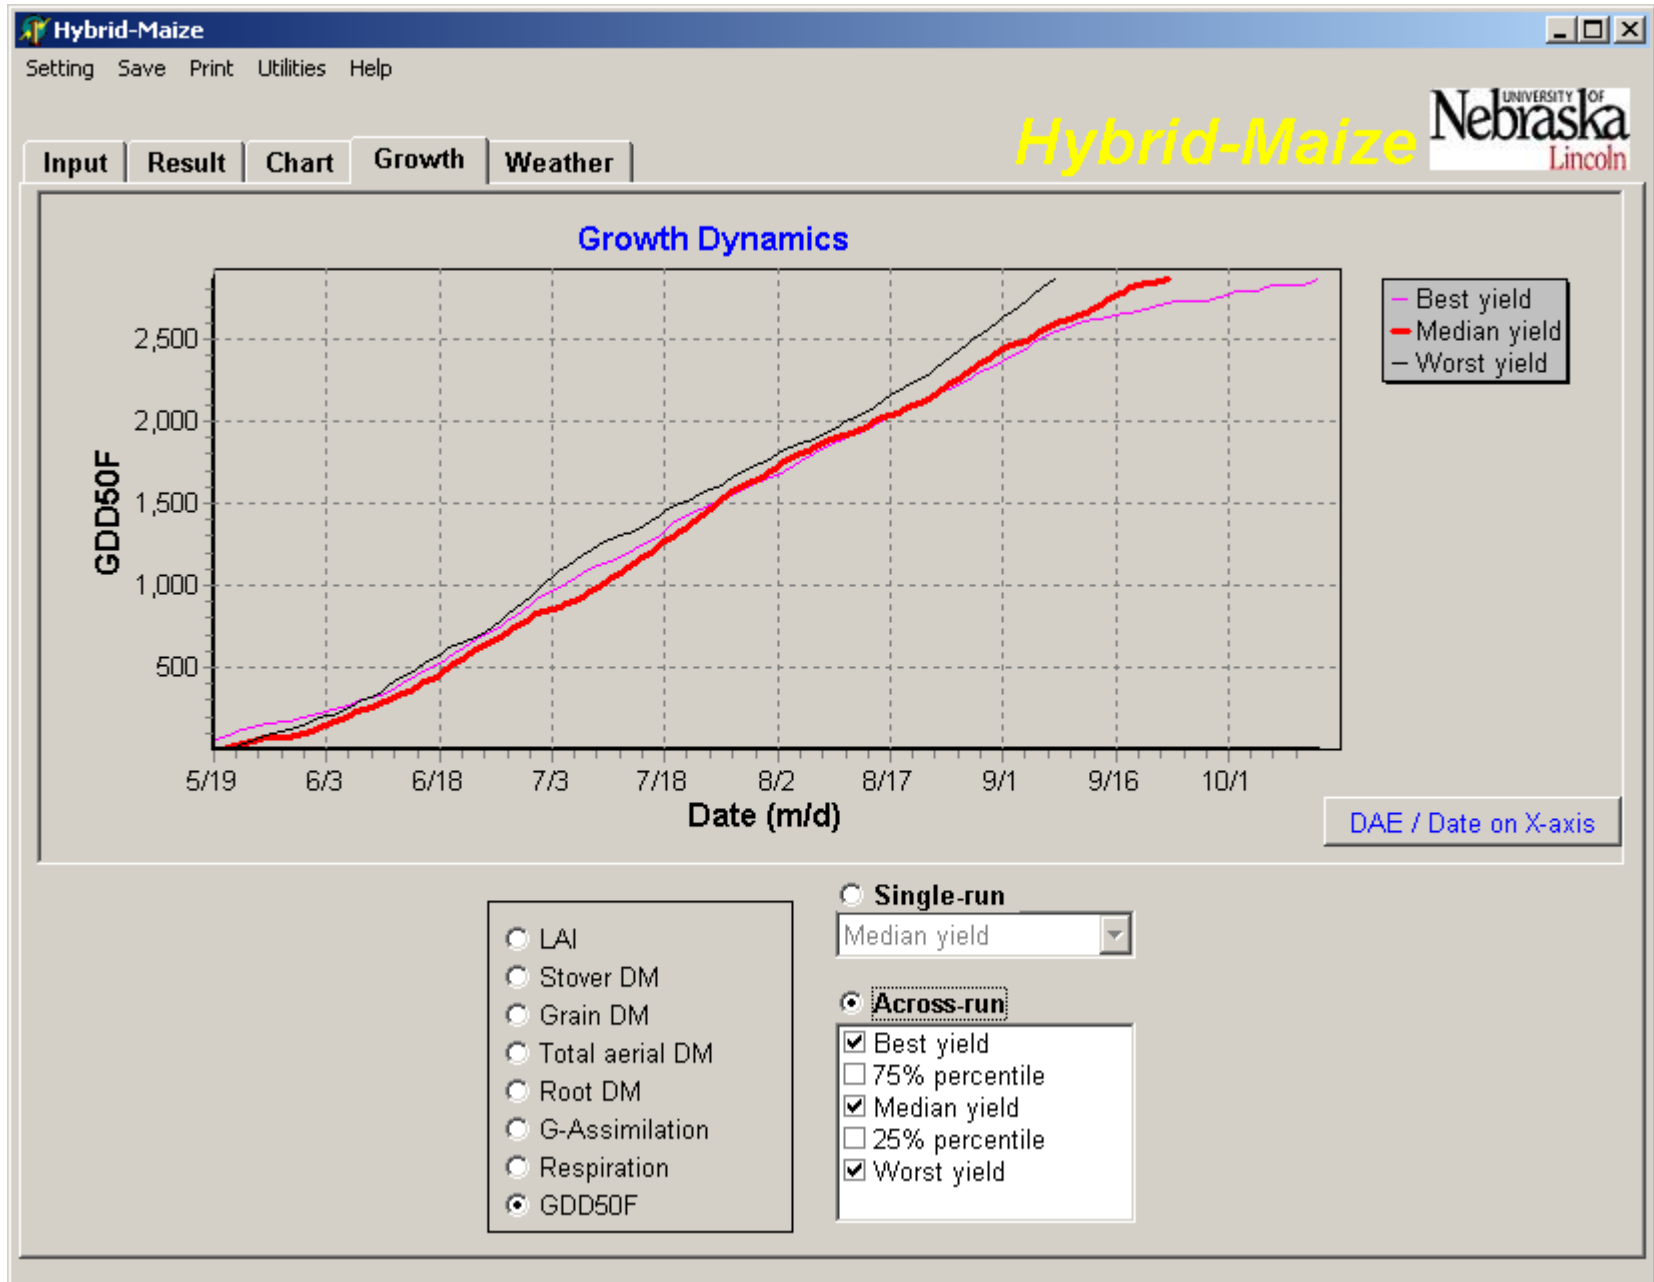 Hybrid-Maize
Setting Save Print Utilities Help
Hybrid-Maize
UNIVERSITY OF
Nebraska
Lincoln
Input Result Chart Growth Weather
Growth Dynamics
Best yield
Median yield
Worst yield
GDD50F
2,500
2,000
1,500
1,000
500
5/19 6/3 6/18 7/3 7/18 8/2 8/17 9/1 9/16 10/1
Date (m/d)
DAE / Date on X-axis
LAI
Stover DM
Grain DM
Total aerial DM
Root DM
G-Assimilation
Respiration
GDD50F
Single-run
Median yield
Across-run
Best yield
75% percentile
Median yield
25% percentile
Worst yield